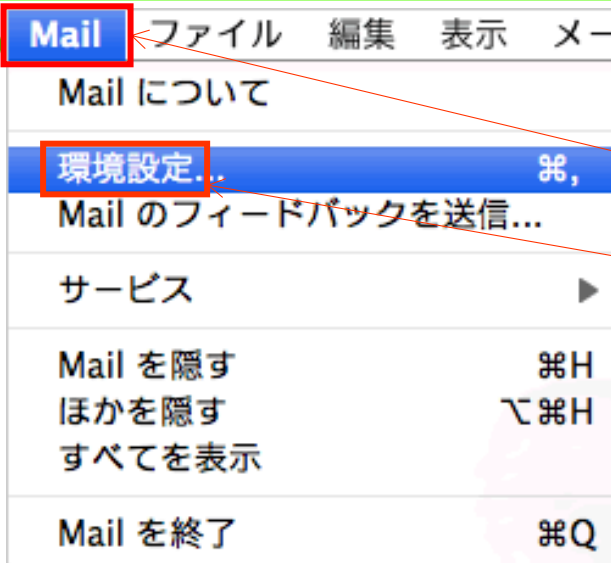 Mail ファイル 編集 表示 メー
Mail について
環境設定... ⌘,
Mail のフィードバックを送信...
サービス ▶
Mail を隠す ⌘H
ほかを隠す ⌥⌘H
すべてを表示
Mail を終了 ⌘Q